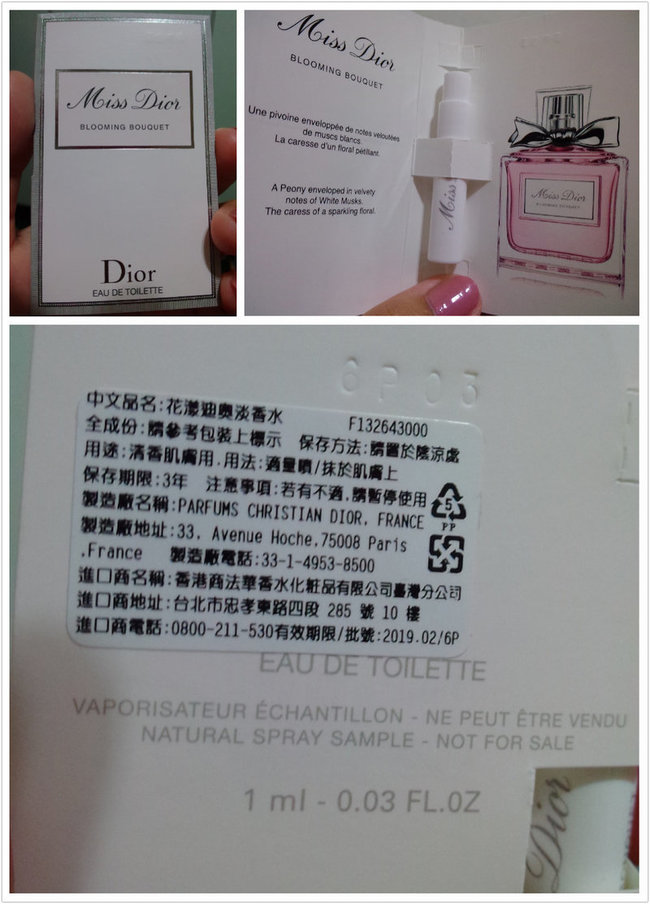 Miss Dior
BLOOMING BOUQUET
Dior
EAU DE TOILETTE
Miss Dior
BLOOMING BOUQUET
Une pivoine enveloppée de notes veloutées
de muscs blancs.
La caresse d'un floral pétillant.
A Peony enveloped in velvety
notes of White Musks.
The caress of a sparkling floral.
Miss
Miss Dior
BLOOMING BOUQUET
6P03
中文品名:花漾迪奧淡香水 F132643000
全成份:請參考包裝上標示 保存方法:請置於陰涼處
用途:清香肌膚用.用法:適量噴/抹於肌膚上
保存期限:3年 注意事項:若有不適,請暫停使用
製造廠名稱:PARFUMS CHRISTIAN DIOR, FRANCE
製造廠地址:33, Avenue Hoche,75008 Paris
,France 製造廠電話:33-1-4953-8500
進口商名稱:香港商法華香水化粧品有限公司臺灣分公司
進口商地址:台北市忠孝東路四段 285 號 10 樓
進口商電話:0800-211-530有效期限/批號:2019.02/6P
5
PP
EAU DE TOILETTE
VAPORISATEUR ÉCHANTILLON - NE PEUT ÊTRE VENDU
NATURAL SPRAY SAMPLE - NOT FOR SALE
1 ml - 0.03 FL.OZ
Dior